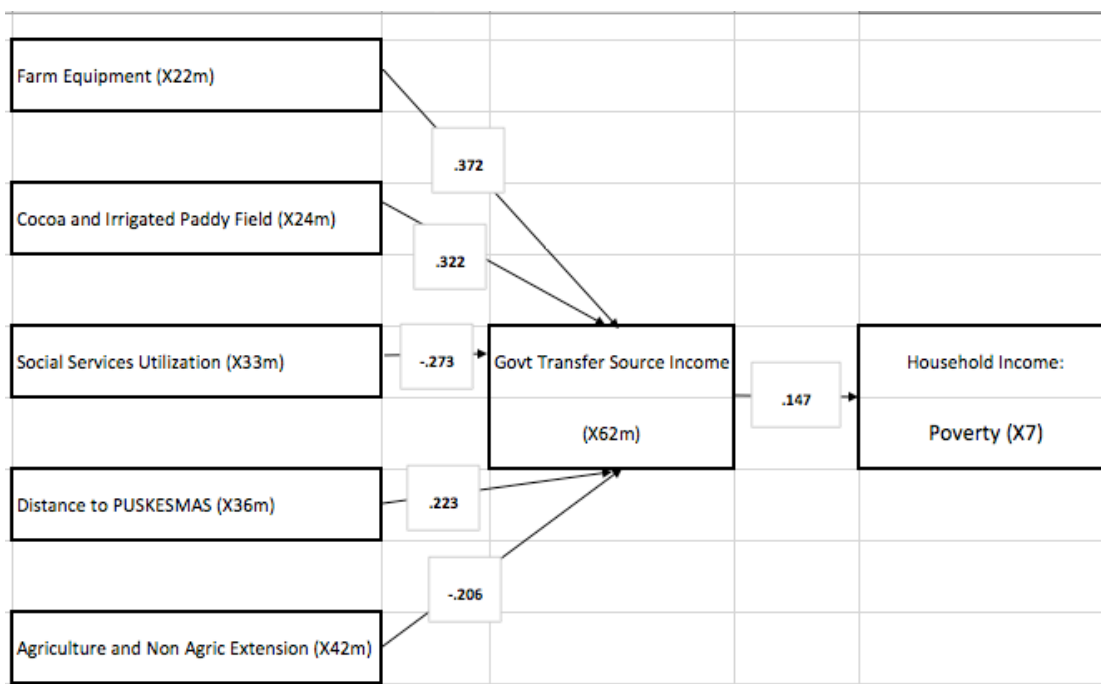 Farm Equipment (X22m)
.372
Cocoa and Irrigated Paddy Field (X24m)
.322
Social Services Utilization (X33m)
-.273
Govt Transfer Source Income
(X62m)
.147
Household Income:
Poverty (X7)
Distance to PUSKESMAS (X36m)
.223
-.206
Agriculture and Non Agric Extension (X42m)